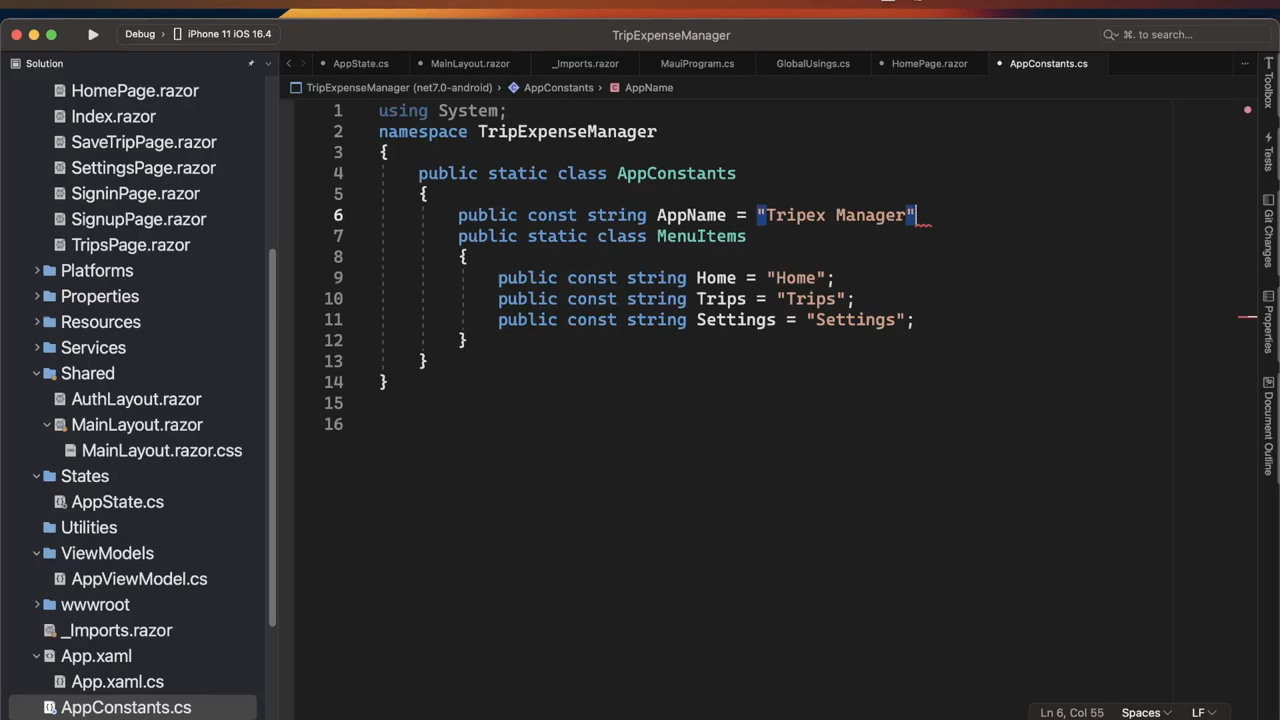 TripExpenseManager
Debug
iPhone 11 iOS 16.4
⌘. to search...
Solution
AppState.cs
MainLayout.razor
_Imports.razor
MauiProgram.cs
GlobalUsings.cs
HomePage.razor
AppConstants.cs
TripExpenseManager (net7.0-android)
AppConstants
AppName
HomePage.razor
Index.razor
SaveTripPage.razor
SettingsPage.razor
SigninPage.razor
SignupPage.razor
TripsPage.razor
Platforms
Properties
Resources
Services
Shared
AuthLayout.razor
MainLayout.razor
MainLayout.razor.css
States
AppState.cs
Utilities
ViewModels
AppViewModel.cs
wwwroot
_Imports.razor
App.xaml
App.xaml.cs
AppConstants.cs
1 using System;
2 namespace TripExpenseManager
3 {
4 public static class AppConstants
5 {
6 public const string AppName = "Tripex Manager"
7 public static class MenuItems
8 {
9 public const string Home = "Home";
10 public const string Trips = "Trips";
11 public const string Settings = "Settings";
12 }
13 }
14 }
15
16
Toolbox
Tests
Git Changes
Properties
Document Outline
Ln 6, Col 55
Spaces
LF